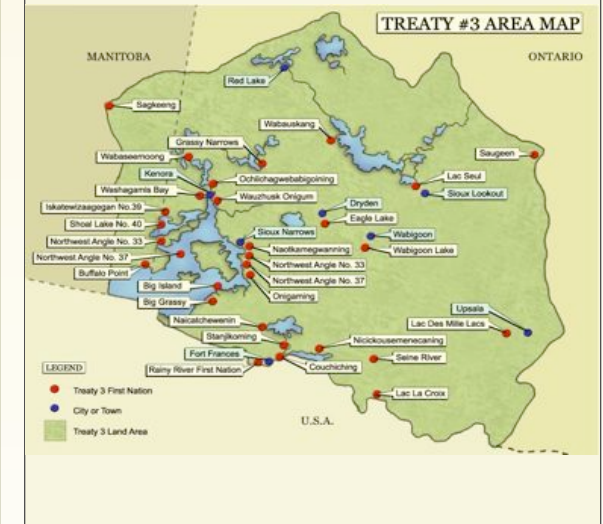 TREATY #3 AREA MAP
MANITOBA
ONTARIO
Red Lake
Sagkeeng
Wabauskang
Grassy Narrows
Saugeen
Wabaseemoong
Kenora
Ochiichagwebabigoining
Lac Seul
Washagamis Bay
Wauzhusk Onigum
Sioux Lookout
Iskatewizaagegan No.39
Dryden
Eagle Lake
Shoal Lake No. 40
Sioux Narrows
Wabigoon
Northwest Angle No. 33
Naotkamegwanning
Wabigoon Lake
Northwest Angle No. 37
Northwest Angle No. 33
Buffalo Point
Northwest Angle No. 37
Big Island
Onigaming
Big Grassy
Upsala
Naicatchewenin
Lac Des Mille Lacs
Stanjikoming
Nicickousemenecaning
Fort Frances
Seine River
Rainy River First Nation
Couchiching
Lac La Croix
LEGEND
Treaty 3 First Nation
City or Town
Treaty 3 Land Area
U.S.A.